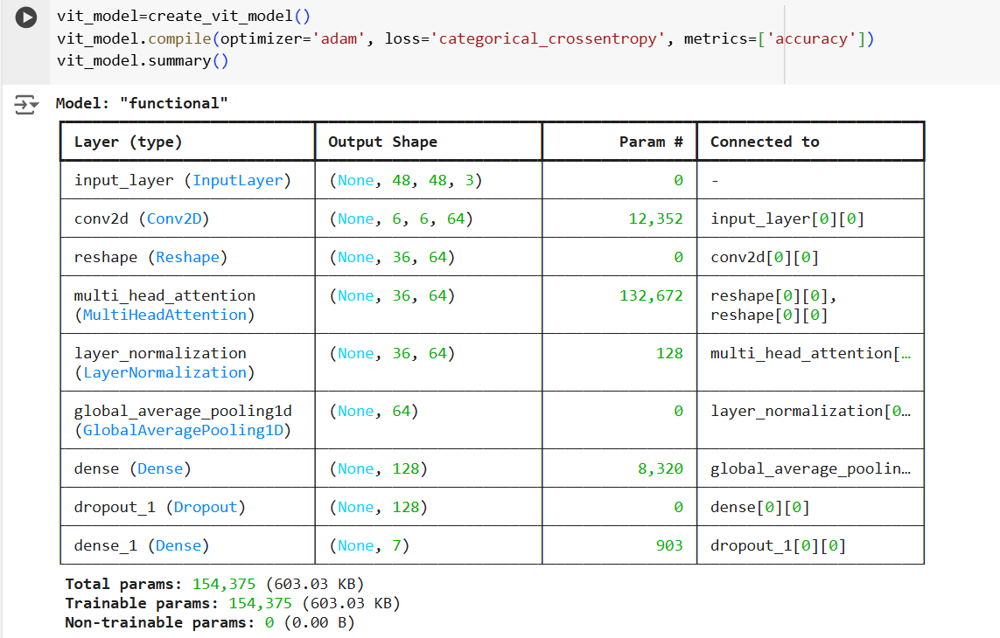 vit_model=create_vit_model()
vit_model.compile(optimizer='adam', loss='categorical_crossentropy', metrics=['accuracy'])
vit_model.summary()
Model: "functional"
Layer (type) Output Shape Param # Connected to
input_layer (InputLayer) (None, 48, 48, 3) 0 -
conv2d (Conv2D) (None, 6, 6, 64) 12,352 input_layer[0][0]
reshape (Reshape) (None, 36, 64) 0 conv2d[0][0]
multi_head_attention (None, 36, 64) 132,672 reshape[0][0],
(MultiHeadAttention) reshape[0][0]
layer_normalization (None, 36, 64) 128 multi_head_attention[…
(LayerNormalization)
global_average_pooling1d (None, 64) 0 layer_normalization[0…
(GlobalAveragePooling1D)
dense (Dense) (None, 128) 8,320 global_average_poolin…
dropout_1 (Dropout) (None, 128) 0 dense[0][0]
dense_1 (Dense) (None, 7) 903 dropout_1[0][0]
Total params: 154,375 (603.03 KB)
Trainable params: 154,375 (603.03 KB)
Non-trainable params: 0 (0.00 B)